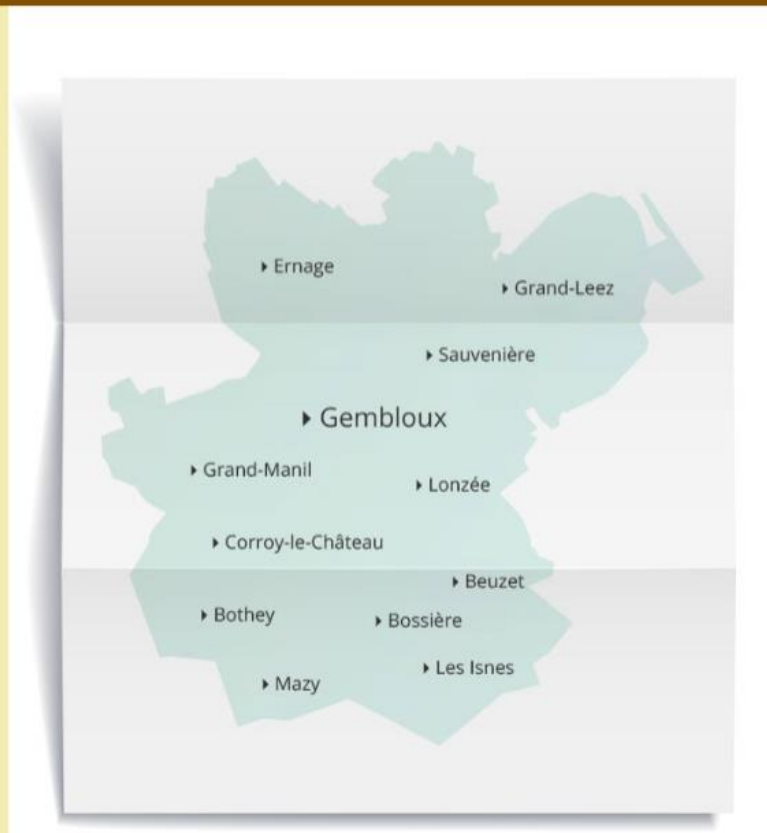 Ernage
Grand-Leez
Sauvenière
Gembloux
Grand-Manil
Lonzée
Corroy-le-Château
Beuzet
Bothey
Bossière
Les Isnes
Mazy